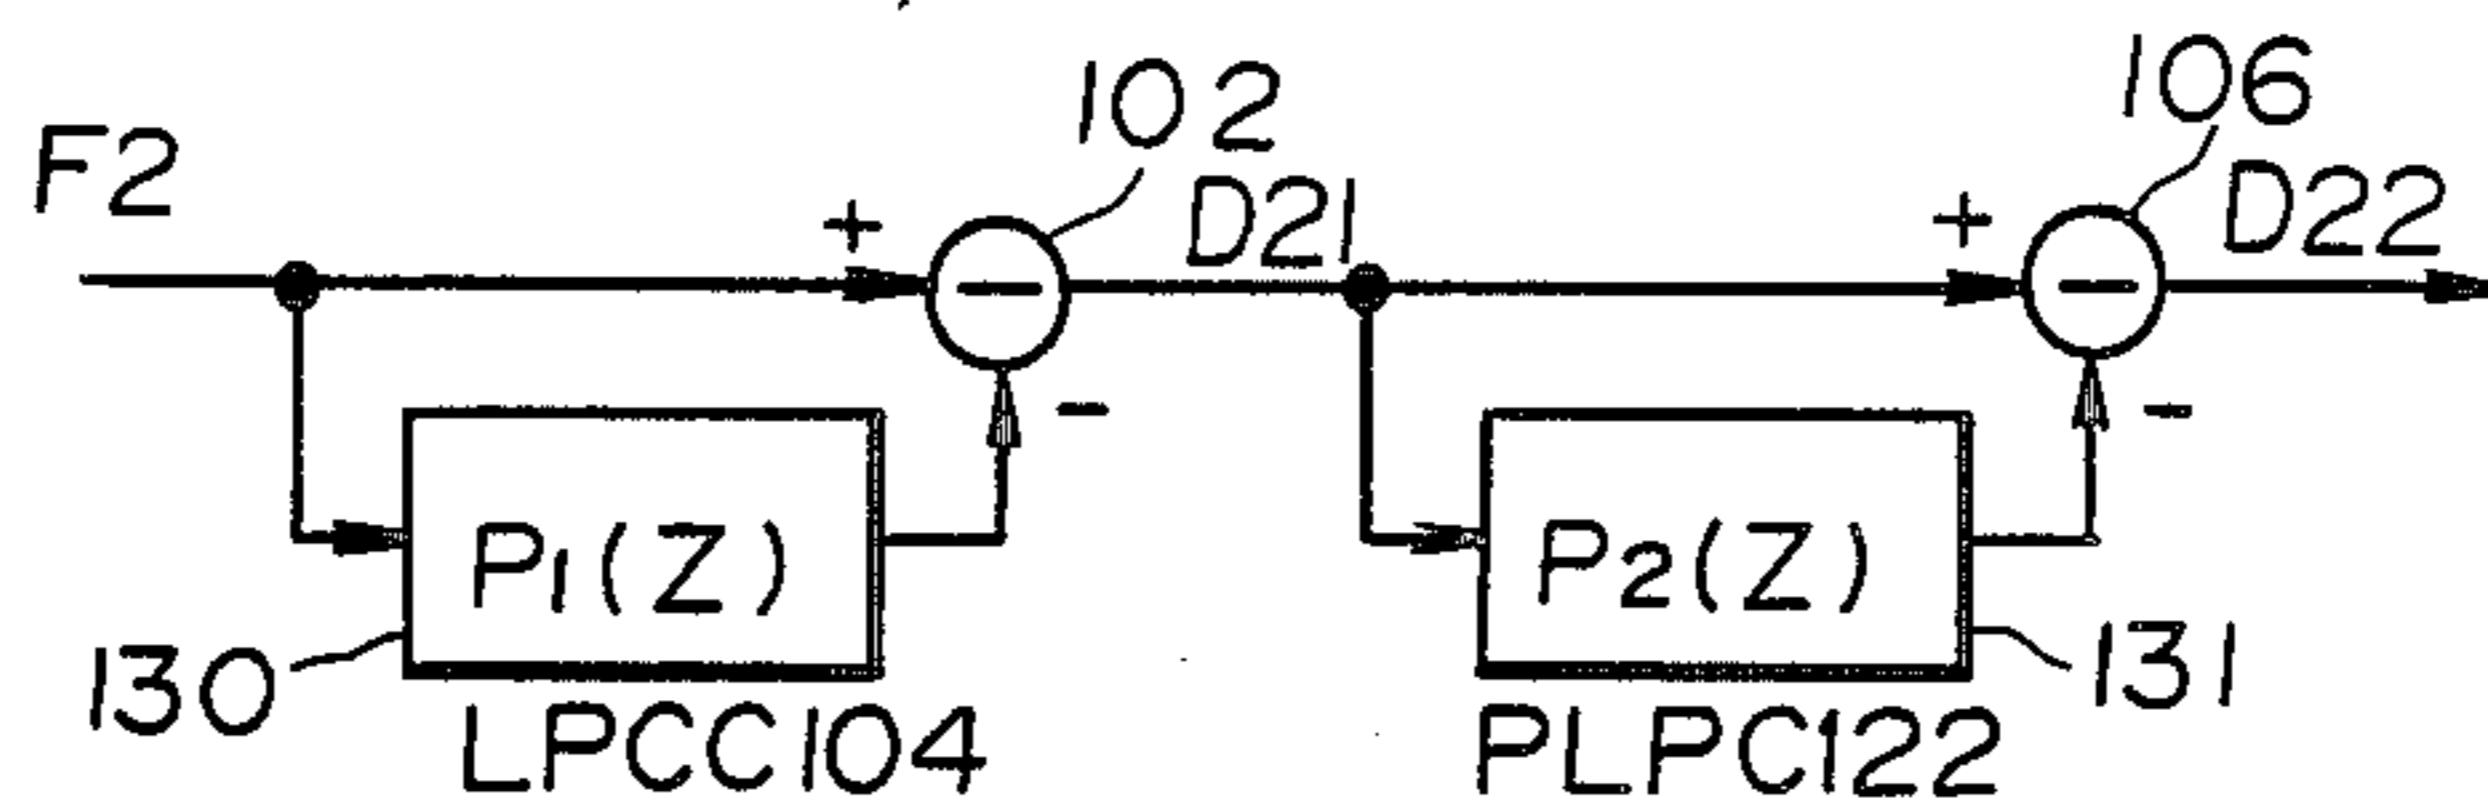 102
106
F2
D21
D22
+
+
−
−
-
-
P1(Z)
P2(Z)
130
131
LPCC104
PLPC122